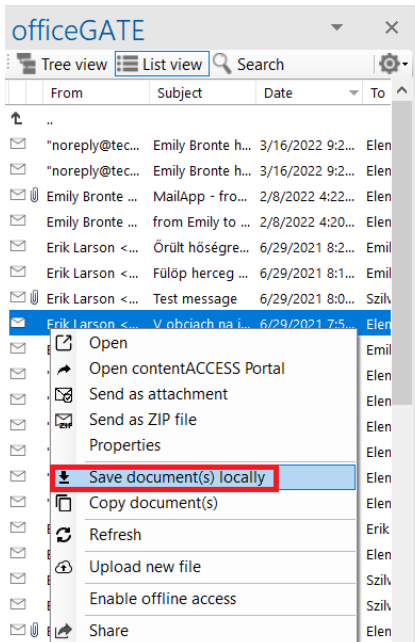 officeGATE
Tree view List view Search
From Subject Date To
..
"noreply@tec... Emily Bronte h... 3/16/2022 9:2... Elen
"noreply@tec... Emily Bronte h... 3/16/2022 9:2... Elen
Emily Bronte ... MailApp - fro... 2/8/2022 4:22... Elen
Emily Bronte ... from Emily to ... 2/8/2022 4:20... Elen
Erik Larson <... Őrült hőségre... 6/29/2021 8:2... Emil
Erik Larson <... Fülöp herceg ... 6/29/2021 8:1... Emil
Erik Larson <... Test message 6/29/2021 8:0... Szilv
Erik Larson <... V obciach na j... 6/29/2021 7:5... Elen
Open Emil
Open contentACCESS Portal Elen
Send as attachment Elen
Send as ZIP file Elen
Properties Elen
Save document(s) locally Elen
Copy document(s) Elen
Refresh Erik
Elen
Upload new file Szilv
Enable offline access Szilv
Share Elen